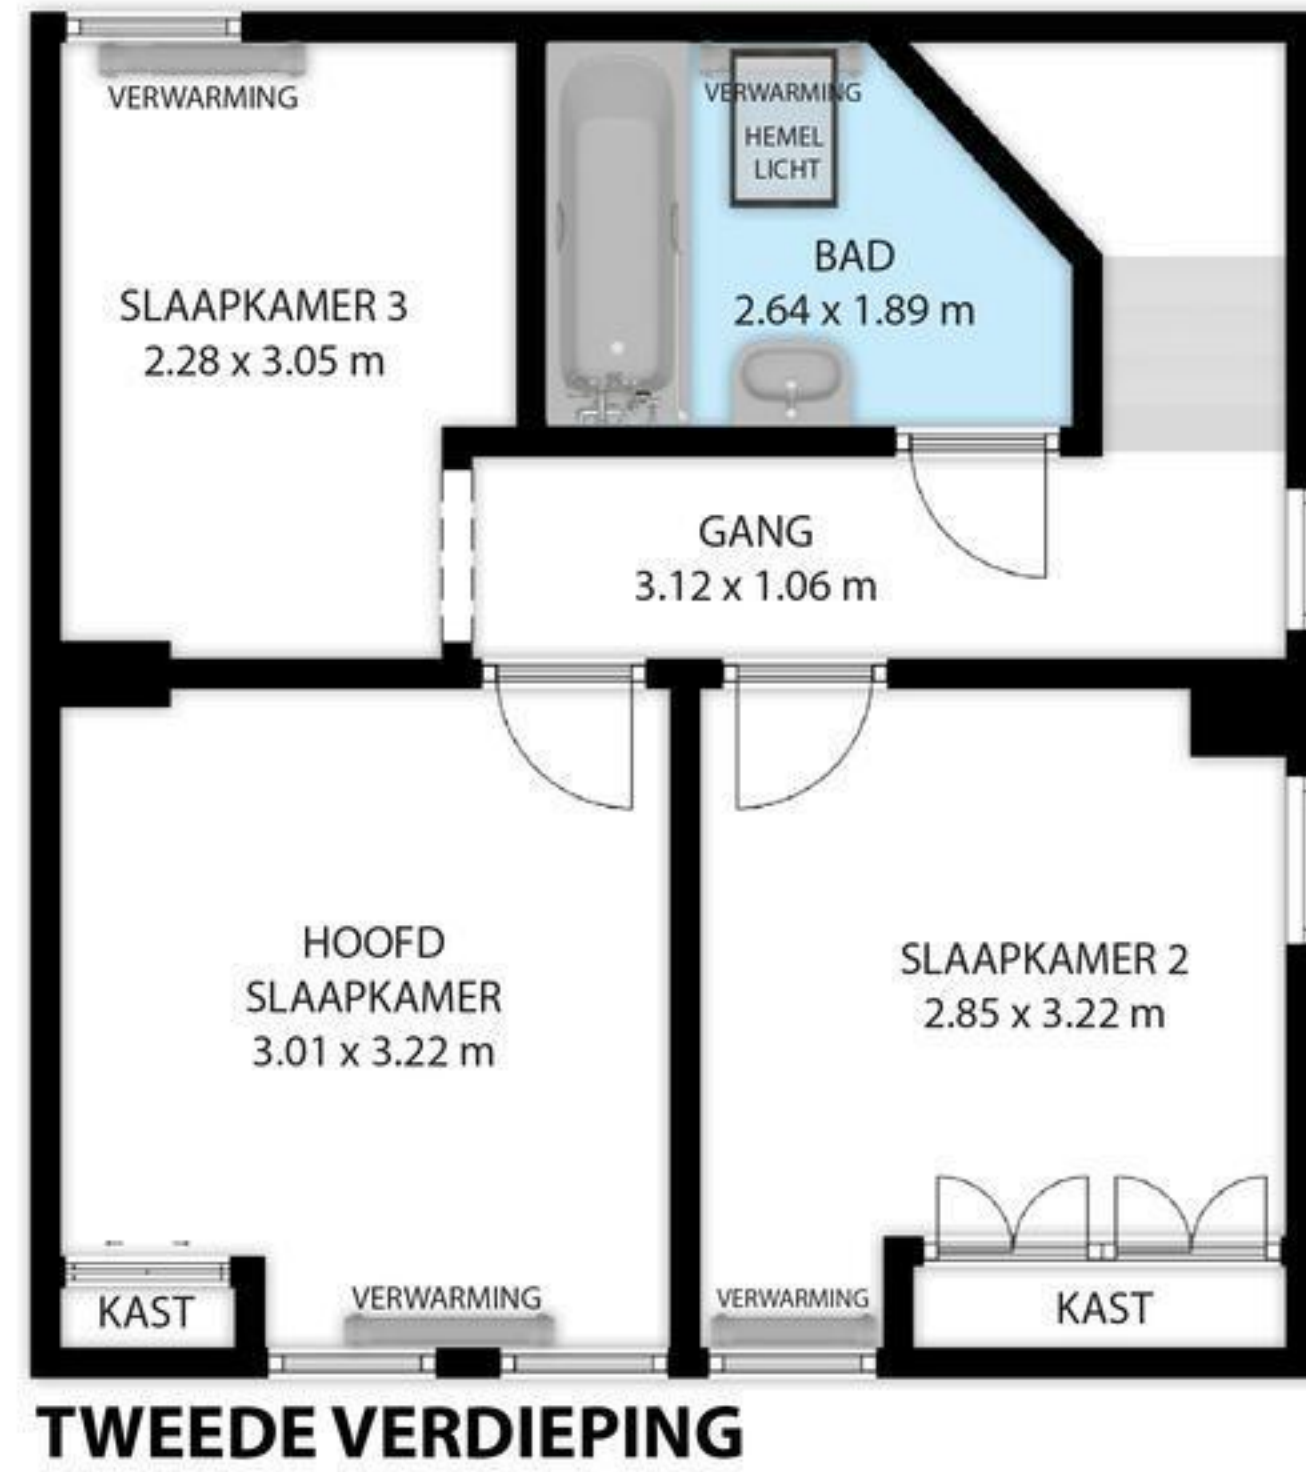 VERWARMING
VERWARMING
HEMEL
LICHT
BAD
2.64 x 1.89 m
SLAAPKAMER 3
2.28 x 3.05 m
GANG
3.12 x 1.06 m
HOOFD
SLAAPKAMER
3.01 x 3.22 m
SLAAPKAMER 2
2.85 x 3.22 m
KAST
VERWARMING
VERWARMING
KAST
TWEEDE VERDIEPING